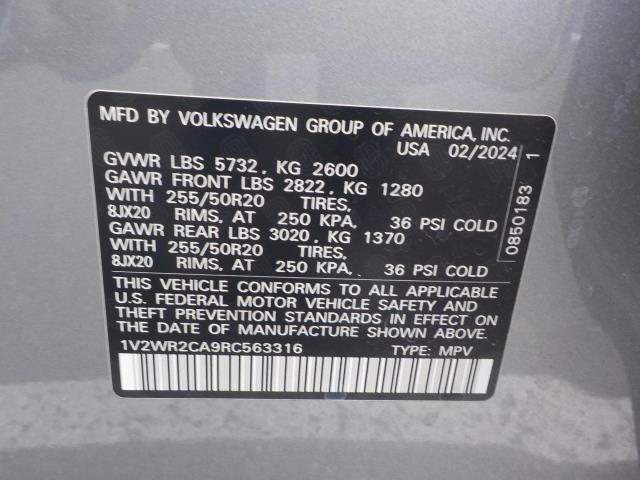 MFD BY VOLKSWAGEN GROUP OF AMERICA, INC.
USA 02/2024
GVWR LBS 5732, KG 2600
GAWR FRONT LBS 2822, KG 1280
WITH 255/50R20 TIRES,
8JX20 RIMS, AT 250 KPA, 36 PSI COLD
GAWR REAR LBS 3020, KG 1370
WITH 255/50R20 TIRES,
8JX20 RIMS, AT 250 KPA, 36 PSI COLD
THIS VEHICLE CONFORMS TO ALL APPLICABLE
U.S. FEDERAL MOTOR VEHICLE SAFETY AND
THEFT PREVENTION STANDARDS IN EFFECT ON
THE DATE OF MANUFACTURE SHOWN ABOVE.
1V2WR2CA9RC563316 TYPE: MPV
0850183 1